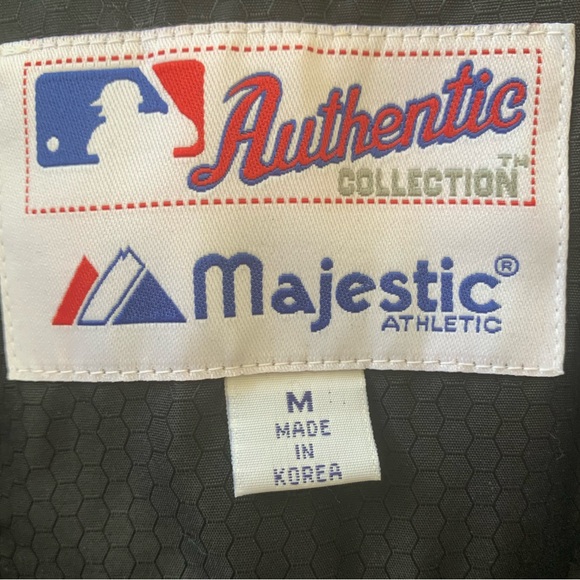 Authentic
COLLECTION™
Majestic®
ATHLETIC
M
MADE
IN
KOREA